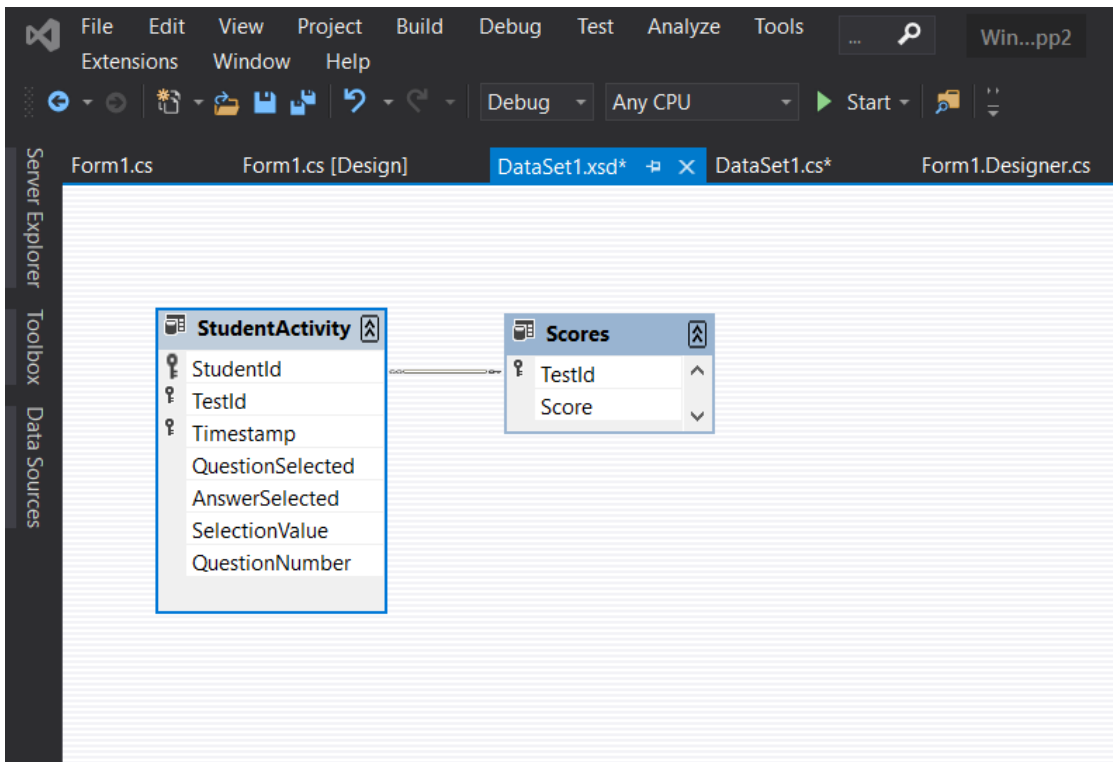 File Edit View Project Build Debug Test Analyze Tools ... Win...pp2
Extensions Window Help
Debug Any CPU Start
Form1.cs Form1.cs [Design] DataSet1.xsd* DataSet1.cs* Form1.Designer.cs
Server Explorer
Toolbox
Data Sources
StudentActivity
StudentId
TestId
Timestamp
QuestionSelected
AnswerSelected
SelectionValue
QuestionNumber
Scores
TestId
Score